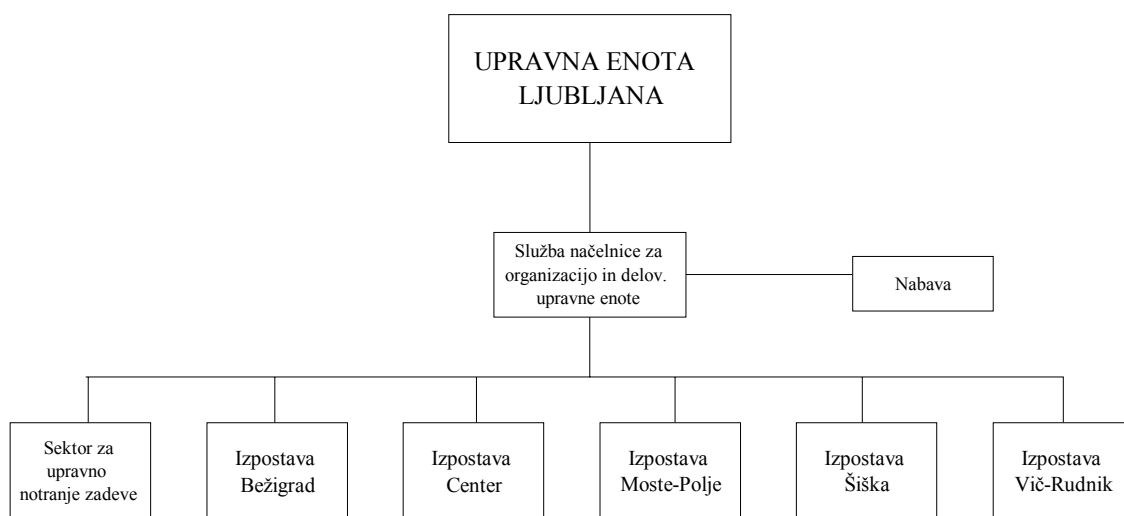 UPRAVNA ENOTA
LJUBLJANA
Služba načelnice za
organizacijo in delov.
upravne enote
Nabava
Sektor za
upravno
notranje zadeve
Izpostava
Bežigrad
Izpostava
Center
Izpostava
Moste-Polje
Izpostava
Šiška
Izpostava
Vič-Rudnik